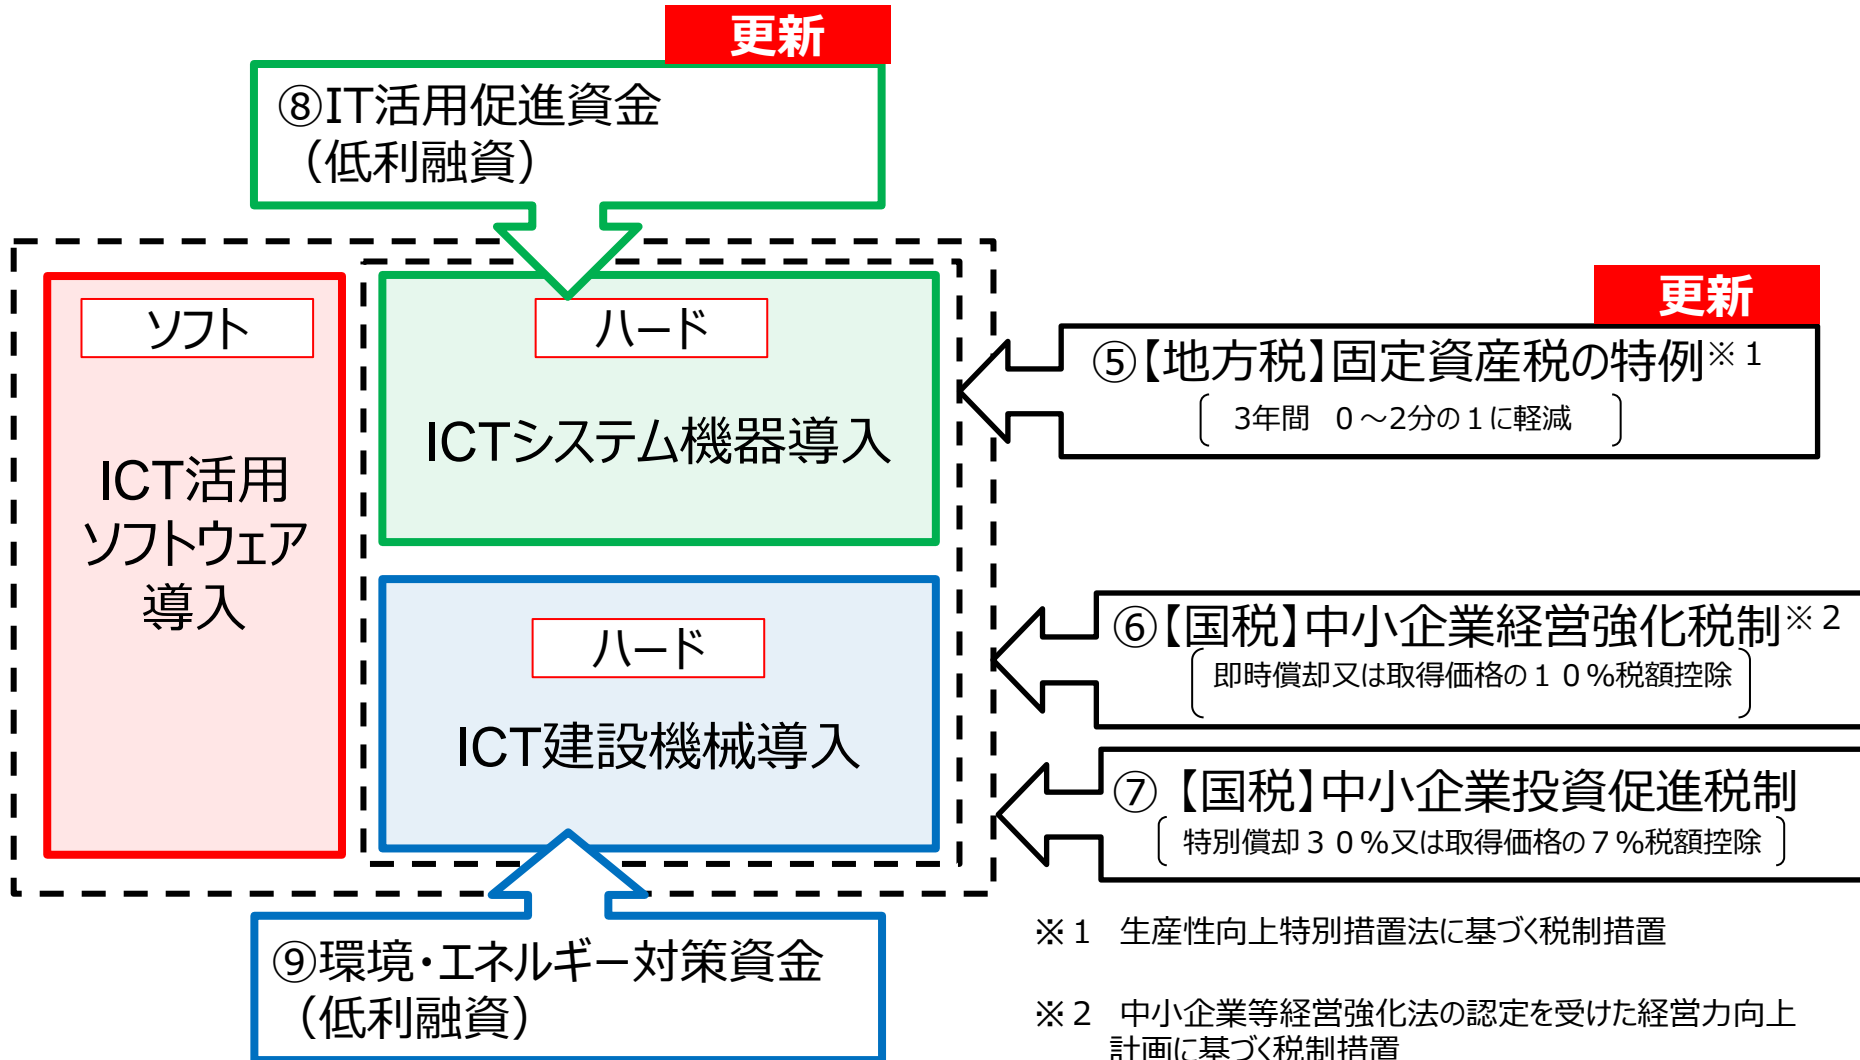 更新
⑧IT活用促進資金
（低利融資）
ソフト
ICT活用
ソフトウェア
導入
ハード
ICTシステム機器導入
ハード
ICT建設機械導入
更新
⑤【地方税】固定資産税の特例※１
3年間　０～2分の１に軽減
⑥【国税】中小企業経営強化税制※２
即時償却又は取得価格の１０％税額控除
⑦【国税】中小企業投資促進税制
特別償却３０％又は取得価格の７％税額控除
⑨環境・エネルギー対策資金
（低利融資）
※１　生産性向上特別措置法に基づく税制措置
※２　中小企業等経営強化法の認定を受けた経営力向上
計画に基づく税制措置